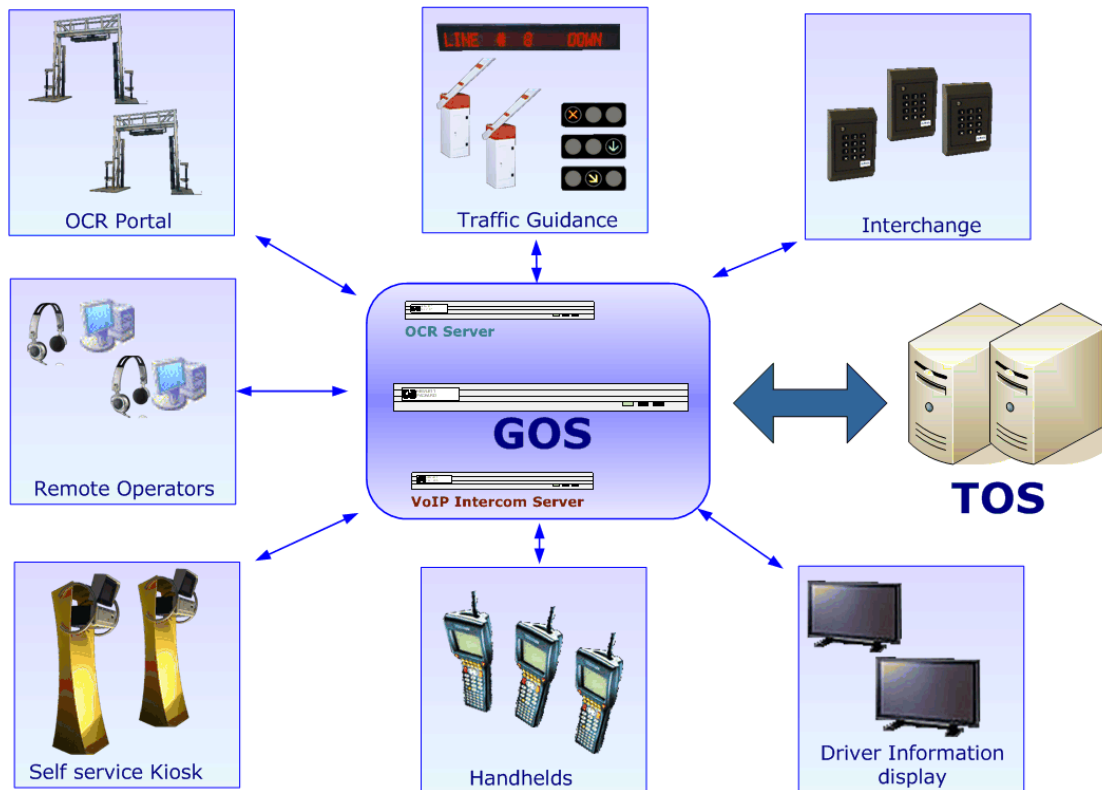 LINE # 8 DOWN
OCR Portal
Traffic Guidance
Interchange
OCR Server
GOS
VoIP Intercom Server
TOS
Remote Operators
Self service Kiosk
Handhelds
Driver Information
display